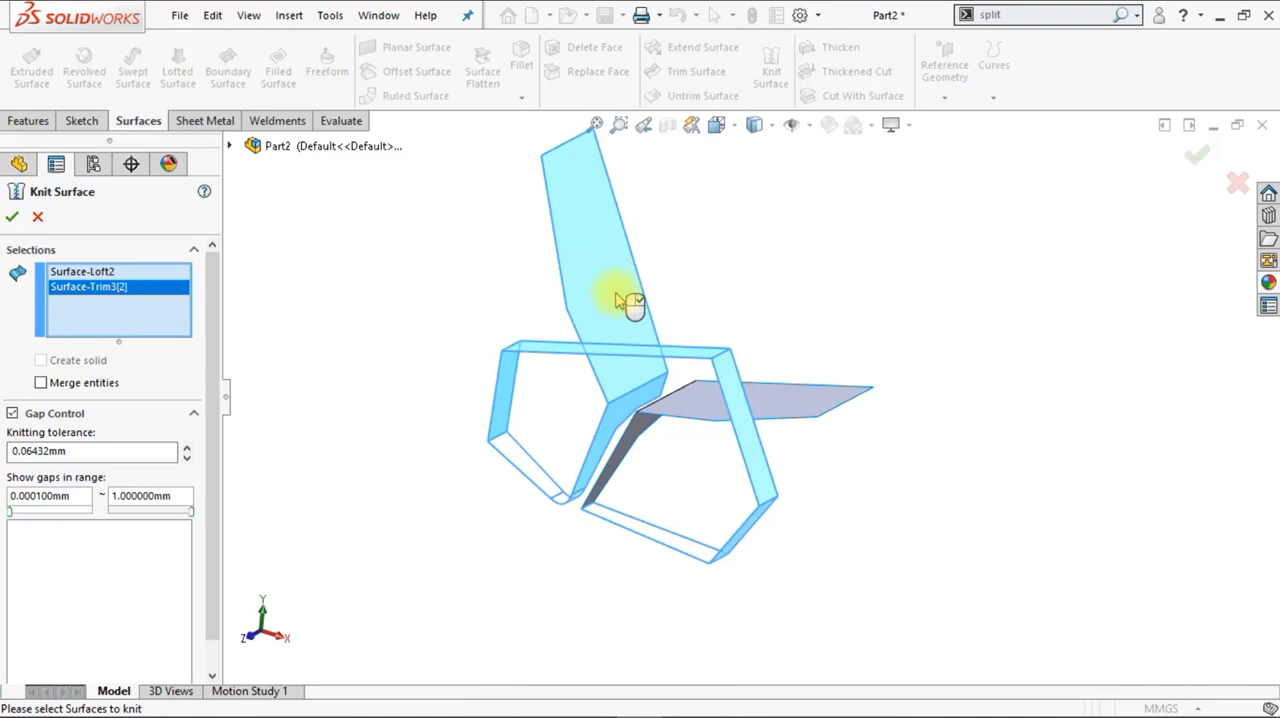 SOLIDWORKS File Edit View Insert Tools Window Help Part2 * split ?
Extruded Surface
Revolved Surface
Swept Surface
Lofted Surface
Boundary Surface
Filled Surface
Freeform
Planar Surface
Offset Surface
Ruled Surface
Surface Flatten
Fillet
Delete Face
Replace Face
Extend Surface
Trim Surface
Untrim Surface
Knit Surface
Thicken
Thickened Cut
Cut With Surface
Reference Geometry
Curves
Features Sketch Surfaces Sheet Metal Weldments Evaluate
Part2 (Default<<Default>...
Knit Surface ?
Selections
Surface-Loft2
Surface-Trim3[2]
Create solid
Merge entities
Gap Control
Knitting tolerance:
0.06432mm
Show gaps in range:
0.000100mm ~ 1.000000mm
Y
Z X
Model 3D Views Motion Study 1
Please select Surfaces to knit MMGS